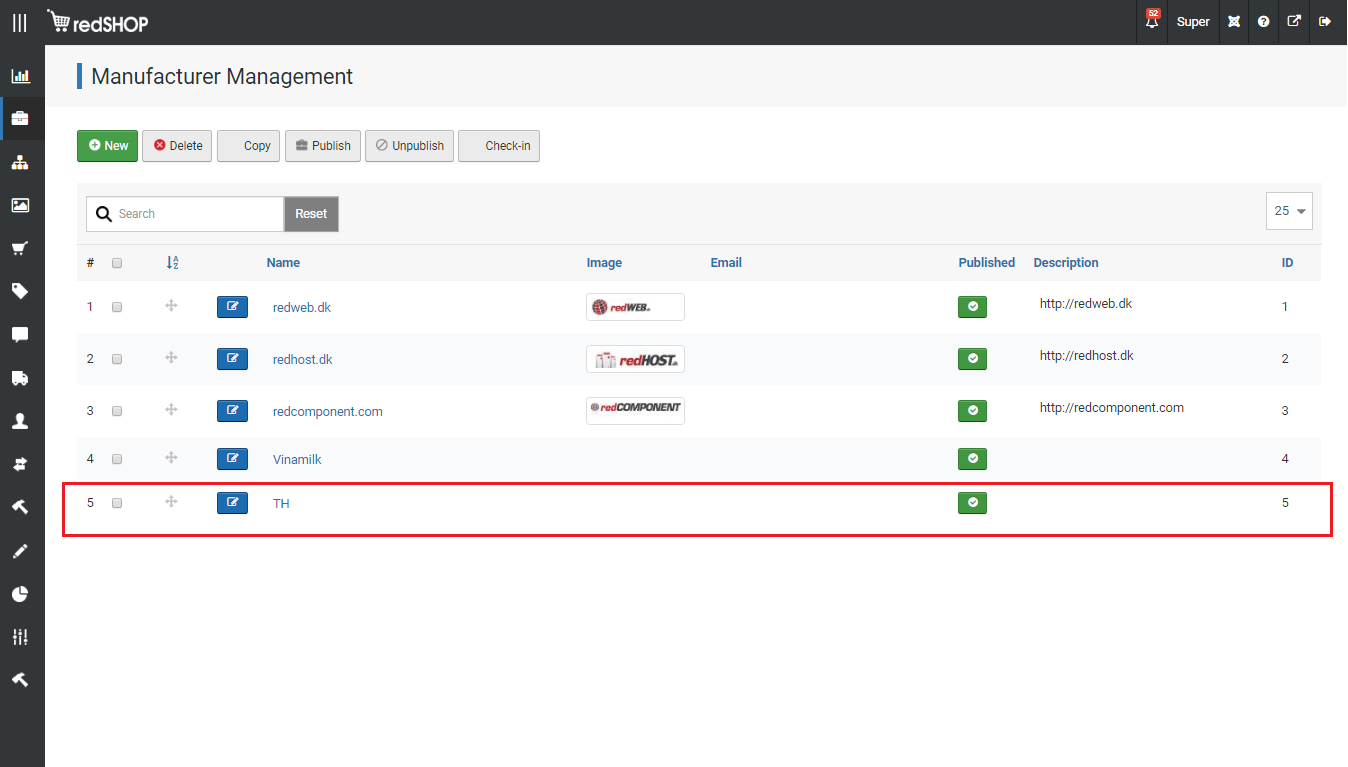 redSHOP
52
Super
Manufacturer Management
New Delete Copy Publish Unpublish Check-in
Search Reset 25
# Name Image Email Published Description ID
1 redweb.dk redWEB.dk http://redweb.dk 1
2 redhost.dk redHOST.dk http://redhost.dk 2
3 redcomponent.com redCOMPONENT http://redcomponent.com 3
4 Vinamilk 4
5 TH 5